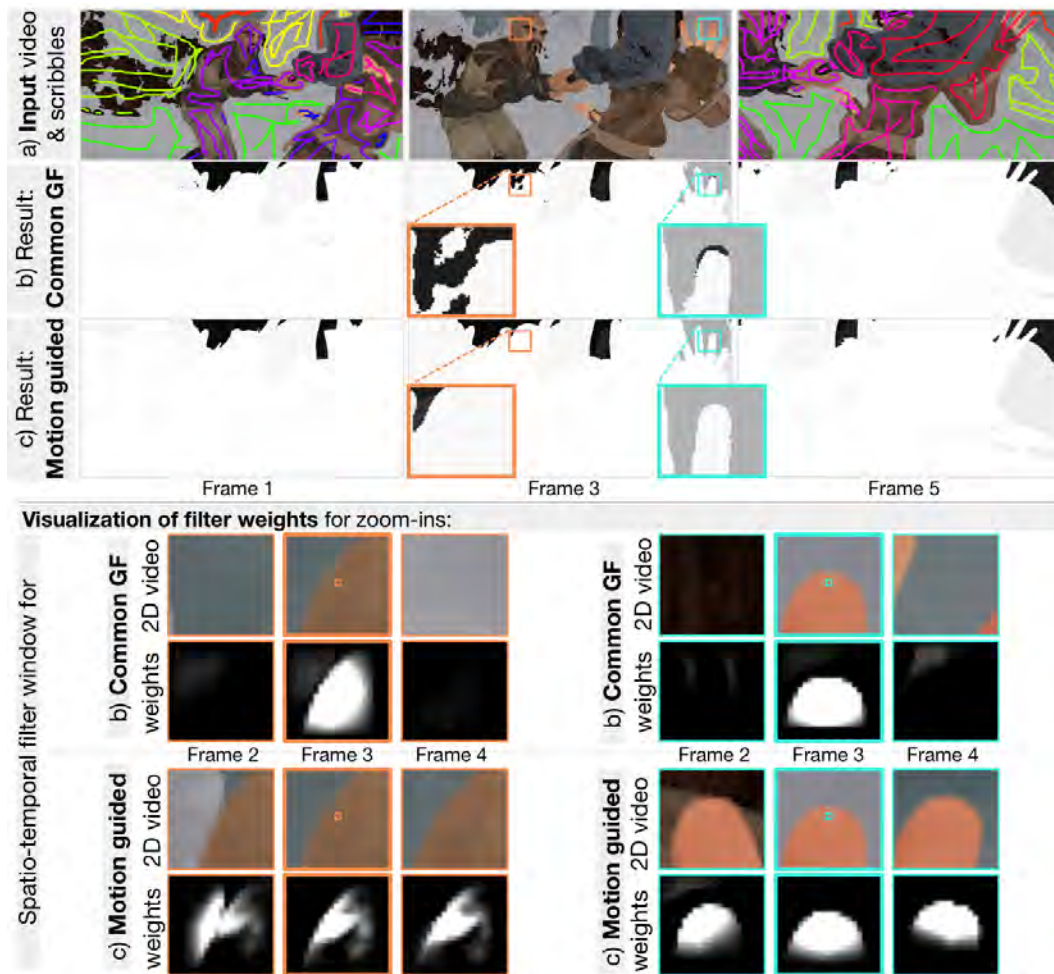 a) Input video
& scribbles
b) Result:
Common GF
c) Result:
Motion guided
Frame 1
Frame 3
Frame 5
Visualization of filter weights for zoom-ins:
Spatio-temporal filter window for
b) Common GF
2D video
weights
b) Common GF
2D video
weights
Frame 2
Frame 3
Frame 4
Frame 2
Frame 3
Frame 4
c) Motion guided
2D video
weights
c) Motion guided
2D video
weights